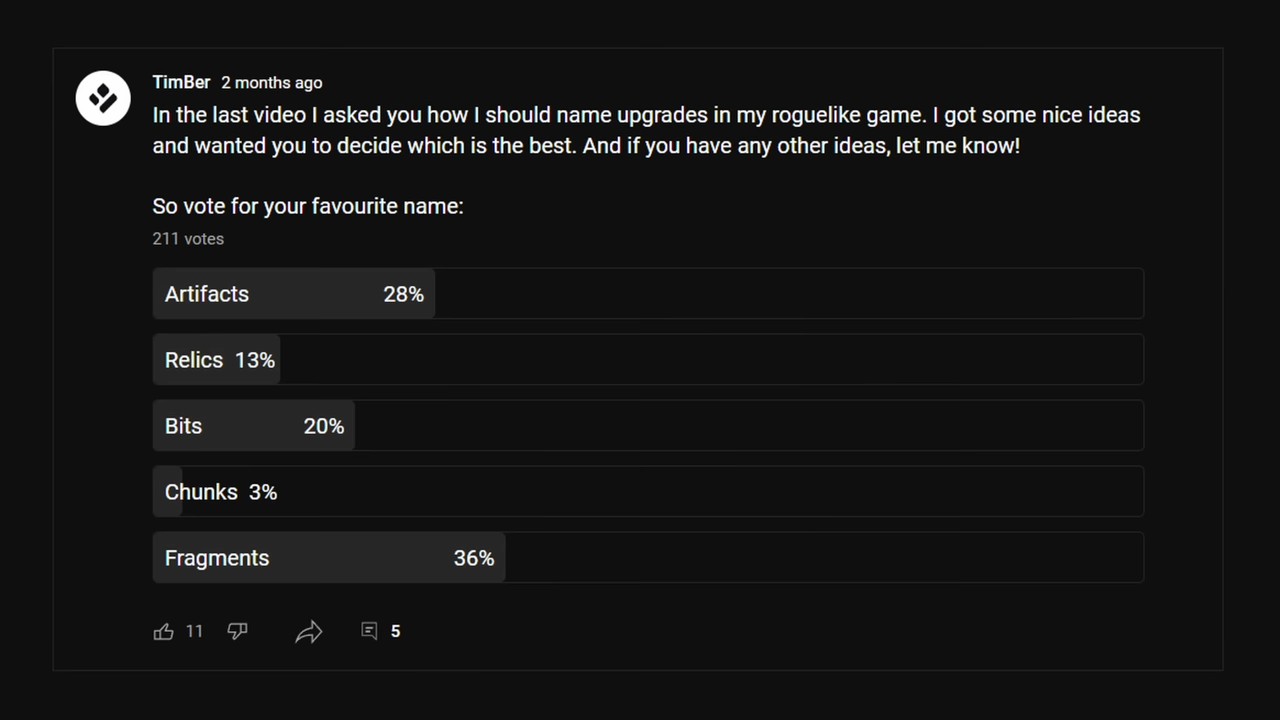 TimBer 2 months ago
In the last video I asked you how I should name upgrades in my roguelike game. I got some nice ideas
and wanted you to decide which is the best. And if you have any other ideas, let me know!
So vote for your favourite name:
211 votes
Artifacts 28%
Relics 13%
Bits 20%
Chunks 3%
Fragments 36%
11 5